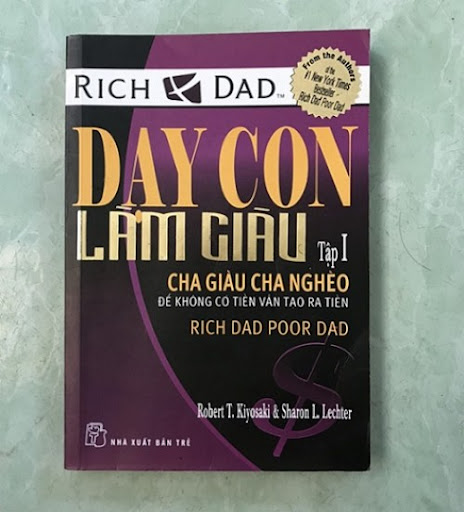 RICH DAD™
From the Authors
of the
#1 New York Times
Bestseller
Rich Dad Poor Dad
DẠY CON
LÀM GIÀU Tập I
CHA GIÀU CHA NGHÈO
ĐỂ KHÔNG CÓ TIỀN VẪN TẠO RA TIỀN
RICH DAD POOR DAD
$
Robert T. Kiyosaki & Sharon L. Lechter
NHÀ XUẤT BẢN TRẺ